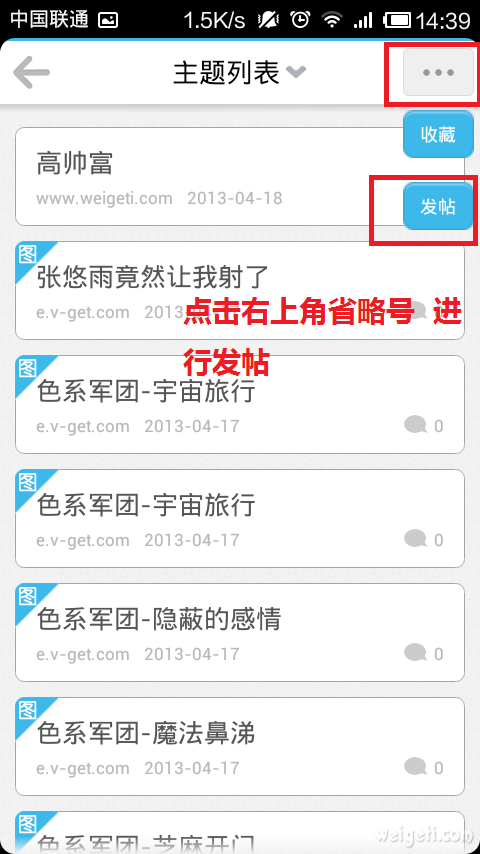 中国联通 1.5K/s 14:39
主题列表
收藏
高帅富
发帖
www.weigeti.com 2013-04-18
图
张悠雨竟然让我射了
e.v-get.com 2013-0
点击右上角省略号 进
行发帖
图
色系军团-宇宙旅行
e.v-get.com 2013-04-17 0
图
色系军团-宇宙旅行
e.v-get.com 2013-04-17 0
图
色系军团-隐蔽的感情
e.v-get.com 2013-04-17 0
图
色系军团-魔法鼻涕
e.v-get.com 2013-04-17 0
图
色系军团-芝麻开门
weigeti.com